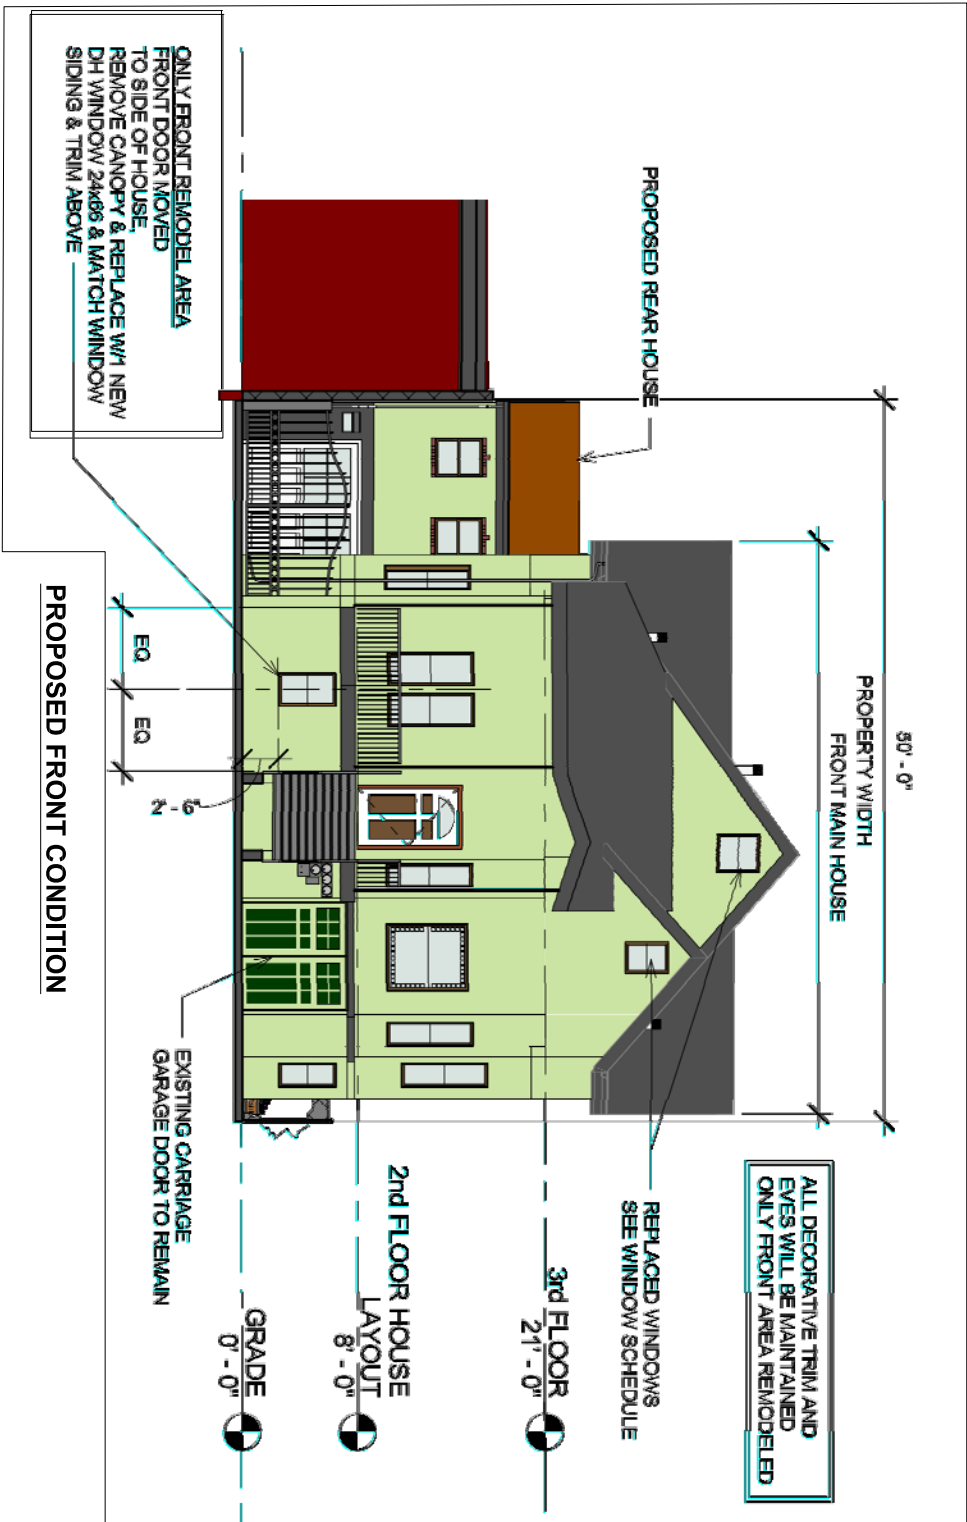 50' - 0"
PROPERTY WIDTH
FRONT MAIN HOUSE
ALL DECORATIVE TRIM AND
EVES WILL BE MAINTAINED
ONLY FRONT AREA REMODELED
PROPOSED REAR HOUSE
REPLACED WINDOWS
SEE WINDOW SCHEDULE
3rd FLOOR
21' - 0"
2nd FLOOR HOUSE
LAYOUT
8' - 0"
GRADE
0' - 0"
ONLY FRONT REMODEL AREA
FRONT DOOR MOVED
TO SIDE OF HOUSE,
REMOVE CANOPY & REPLACE W/1 NEW
DH WINDOW 24x66 & MATCH WINDOW
SIDING & TRIM ABOVE
EQ
EQ
2' - 6"
EXISTING CARRIAGE
GARAGE DOOR TO REMAIN
PROPOSED FRONT CONDITION